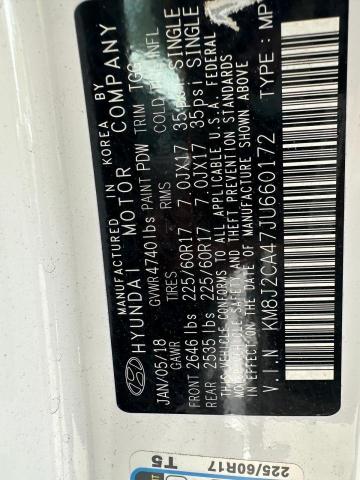 MANUFACTURED IN KOREA BY
HYUNDAI MOTOR COMPANY
JAN/05/18 GVWR 4740 lbs PAINT PDW TRIM TGG
GAWR TIRES COLD INFL
FRONT 2646 lbs 225/60R17 7.0JX17 35 psi SINGLE
REAR 2535 lbs 225/60R17 7.0JX17 35psi SINGLE
THIS VEHICLE CONFORMS TO ALL APPLICABLE U.S.A. FEDERAL
MOTOR VEHICLE SAFETY AND THEFT PREVENTION STANDARDS
IN EFFECT ON THE DATE OF MANUFACTURE SHOWN ABOVE
V.I.N : KM8J2CA47JU660172 TYPE : MP
225/60R17
T5